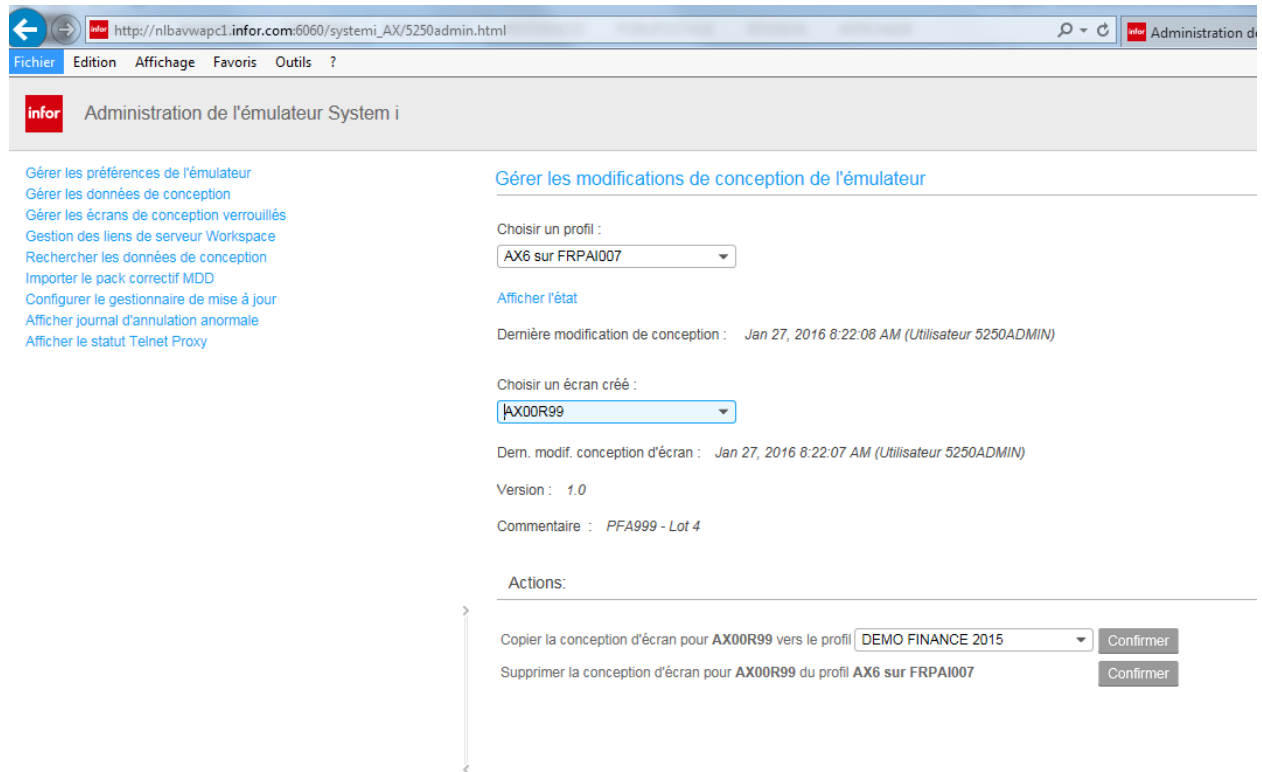 http://nlbavwapc1.infor.com:6060/systemi_AX/5250admin.html
infor Administration de
Fichier Edition Affichage Favoris Outils ?
infor Administration de l'émulateur System i
Gérer les préférences de l'émulateur
Gérer les données de conception
Gérer les écrans de conception verrouillés
Gestion des liens de serveur Workspace
Rechercher les données de conception
Importer le pack correctif MDD
Configurer le gestionnaire de mise à jour
Afficher journal d'annulation anormale
Afficher le statut Telnet Proxy
Gérer les modifications de conception de l'émulateur
Choisir un profil :
AX6 sur FRPAI007
Afficher l'état
Dernière modification de conception : Jan 27, 2016 8:22:08 AM (Utilisateur 5250ADMIN)
Choisir un écran créé :
AX00R99
Dern. modif. conception d'écran : Jan 27, 2016 8:22:07 AM (Utilisateur 5250ADMIN)
Version : 1.0
Commentaire : PFA999 - Lot 4
Actions:
Copier la conception d'écran pour AX00R99 vers le profil DEMO FINANCE 2015 Confirmer
Supprimer la conception d'écran pour AX00R99 du profil AX6 sur FRPAI007 Confirmer